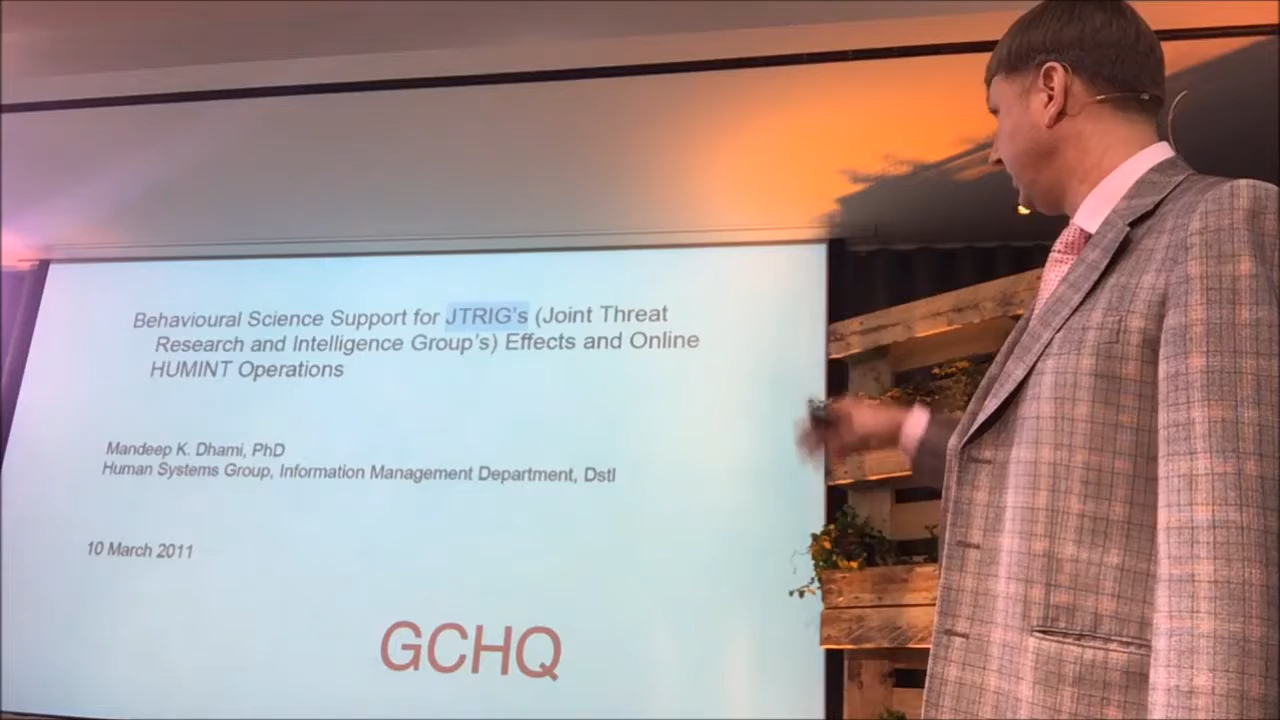 Behavioural Science Support for JTRIG's (Joint Threat
Research and Intelligence Group's) Effects and Online
HUMINT Operations
Mandeep K. Dhami, PhD
Human Systems Group, Information Management Department, Dstl
10 March 2011
GCHQ